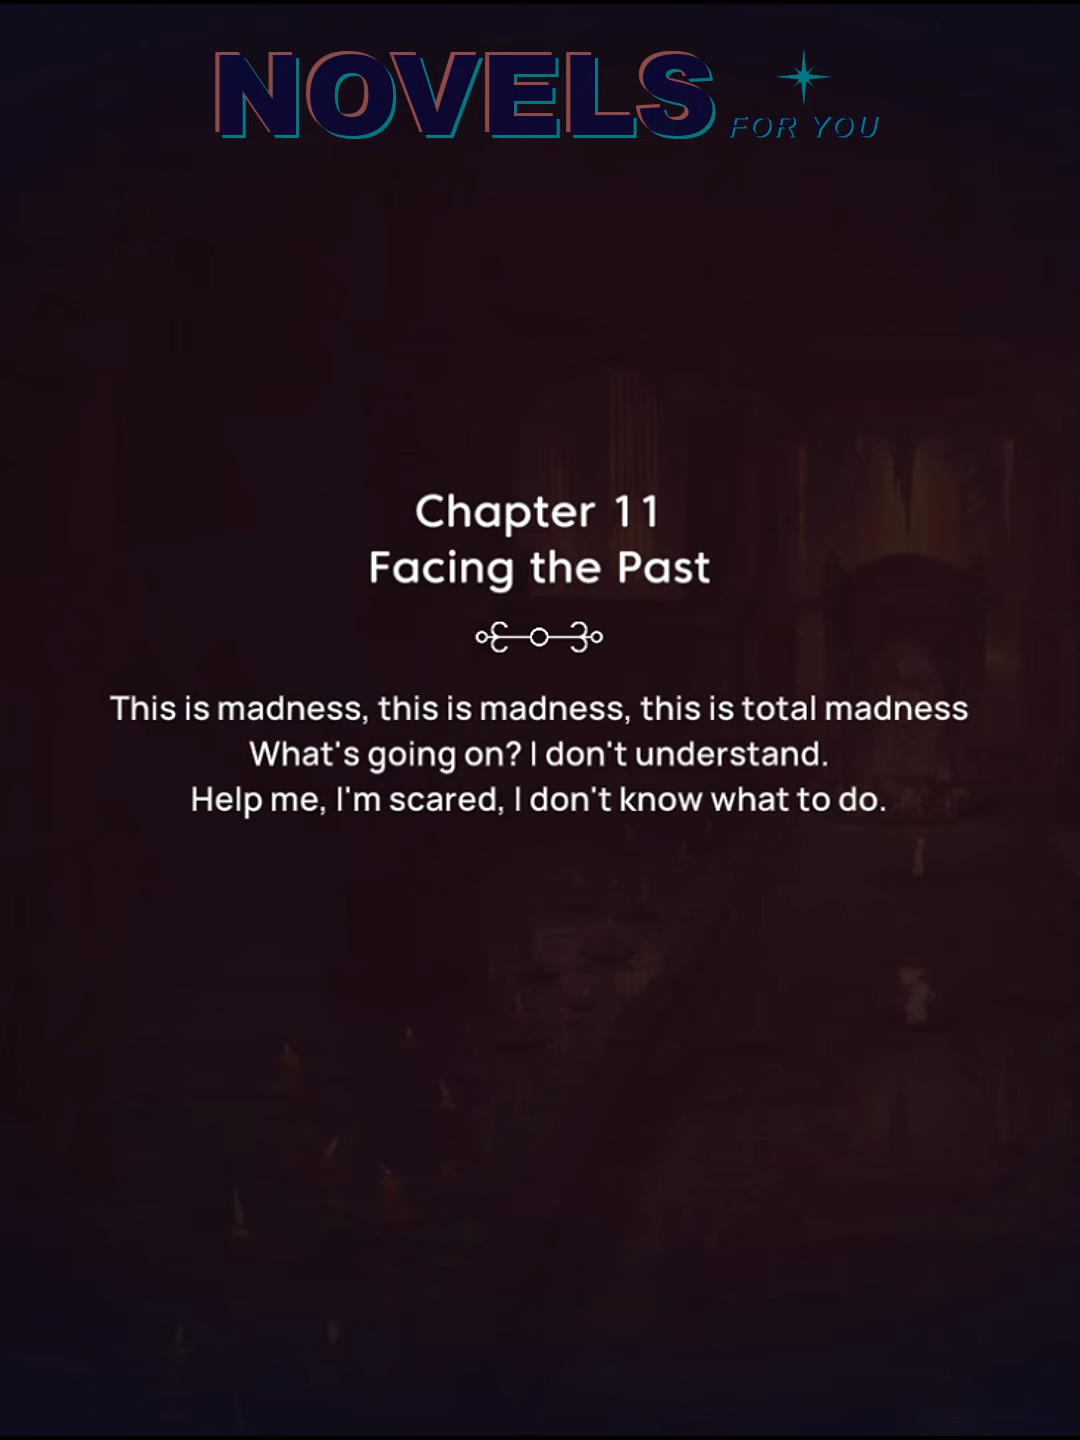 NOVELS
FOR YOU
Chapter 11
Facing the Past
This is madness, this is madness, this is total madness
What's going on? I don't understand.
Help me, I'm scared, I don't know what to do.